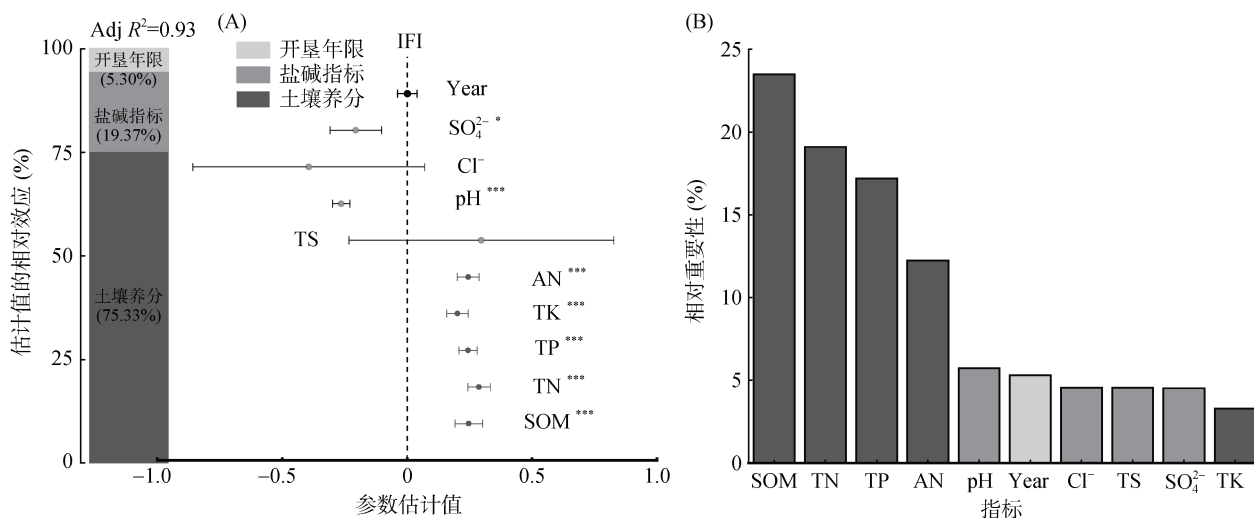 Adj R²=0.93
(A)
IFI
开垦年限
盐碱指标
土壤养分
估计值的相对效应 (%)
100
75
50
25
0
开垦年限
(5.30%)
盐碱指标
(19.37%)
土壤养分
(75.33%)
Year
SO₄²⁻ *
Cl⁻
pH ***
TS
AN ***
TK ***
TP ***
TN ***
SOM ***
−1.0 −0.5 0 0.5 1.0
参数估计值
(B)
相对重要性 (%)
25
20
15
10
5
0
SOM TN TP AN pH Year Cl⁻ TS SO₄²⁻ TK
指标